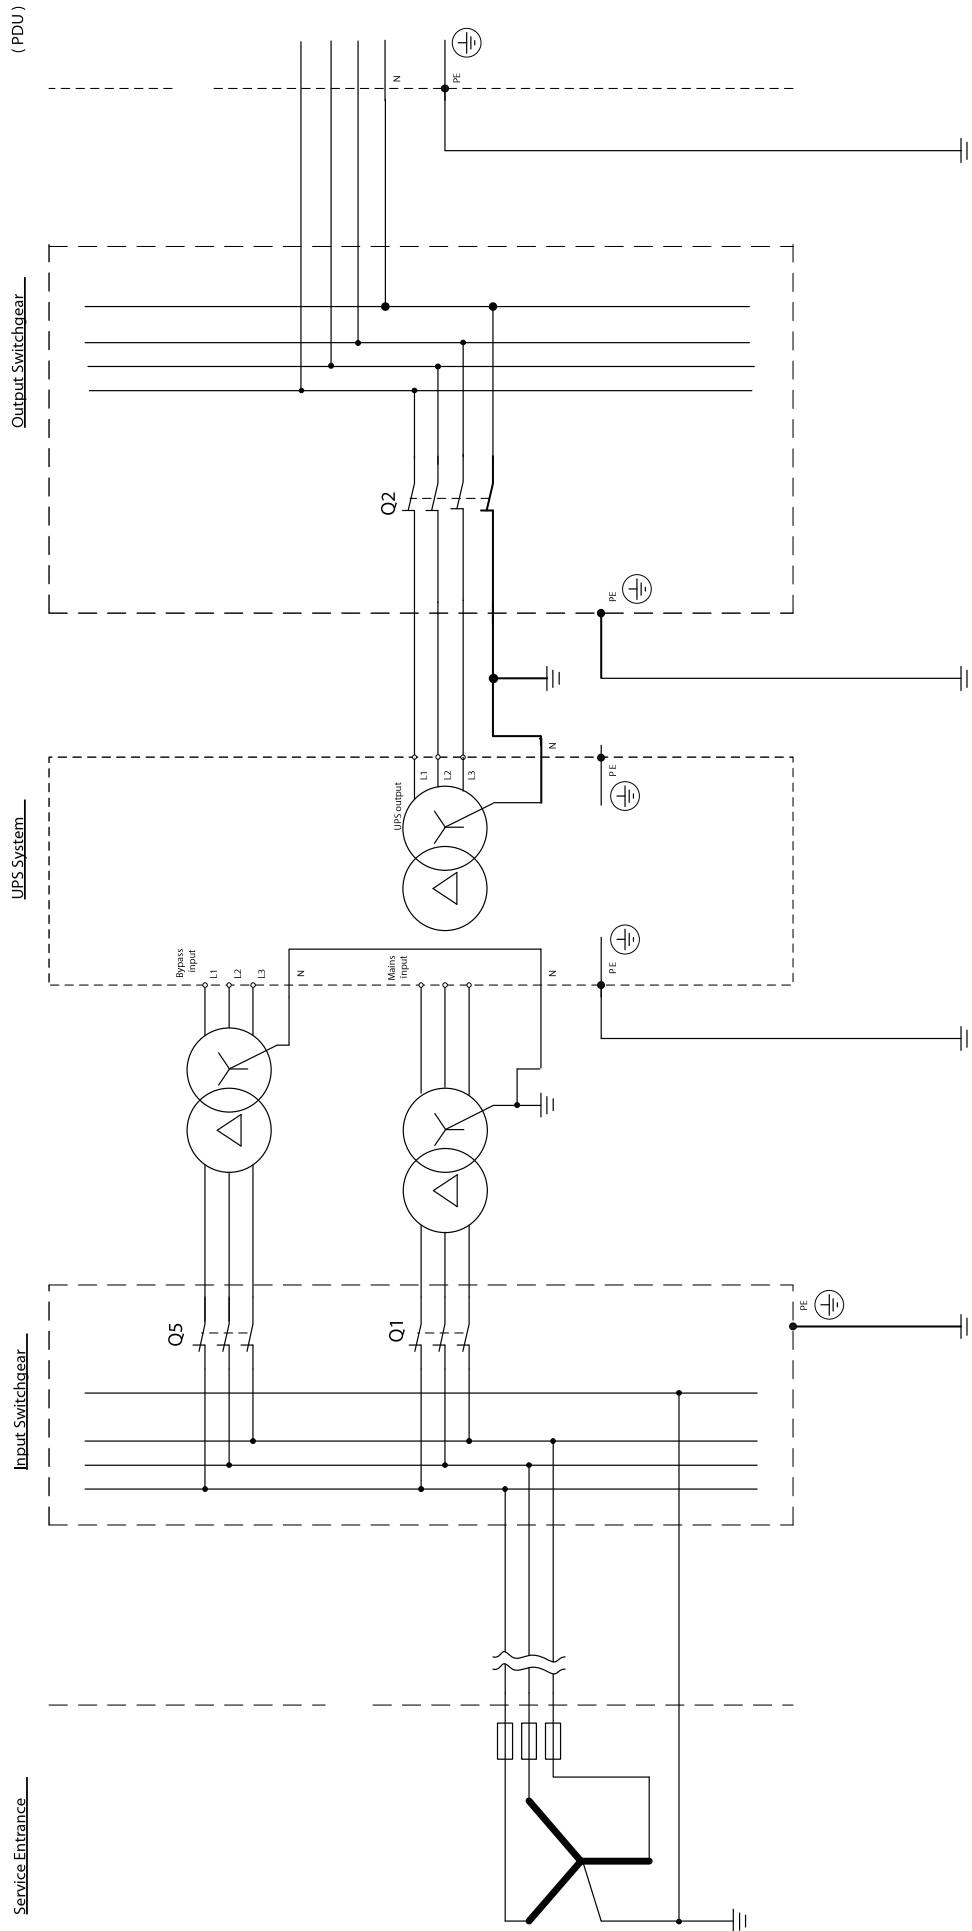 Service Entrance
Input Switchgear
Q5
Q1
PE
UPS System
Bypass
input
L1
L2
L3
N
Mains
input
N
PE
UPS output
L1
L2
L3
N
PE
Output Switchgear
Q2
PE
( PDU )
N
PE